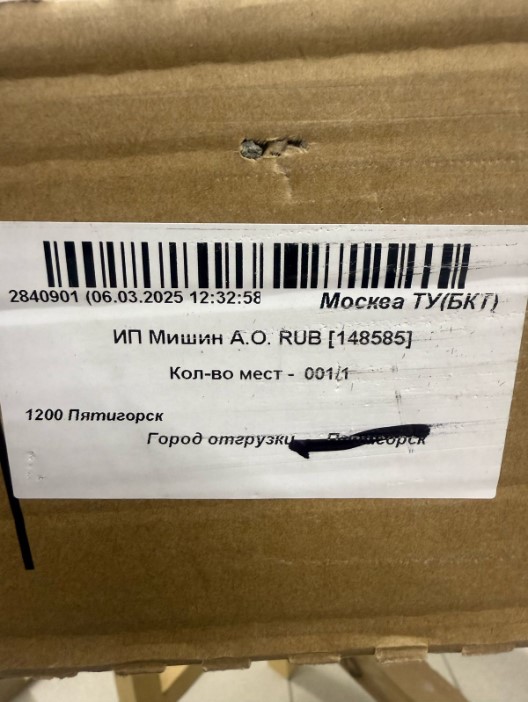 2840901 (06.03.2025 12:32:58
Москва ТУ(БКТ)
ИП Мишин А.О. RUB [148585]
Кол-во мест - 001/1
1200 Пятигорск
Город отгрузки Пятигорск